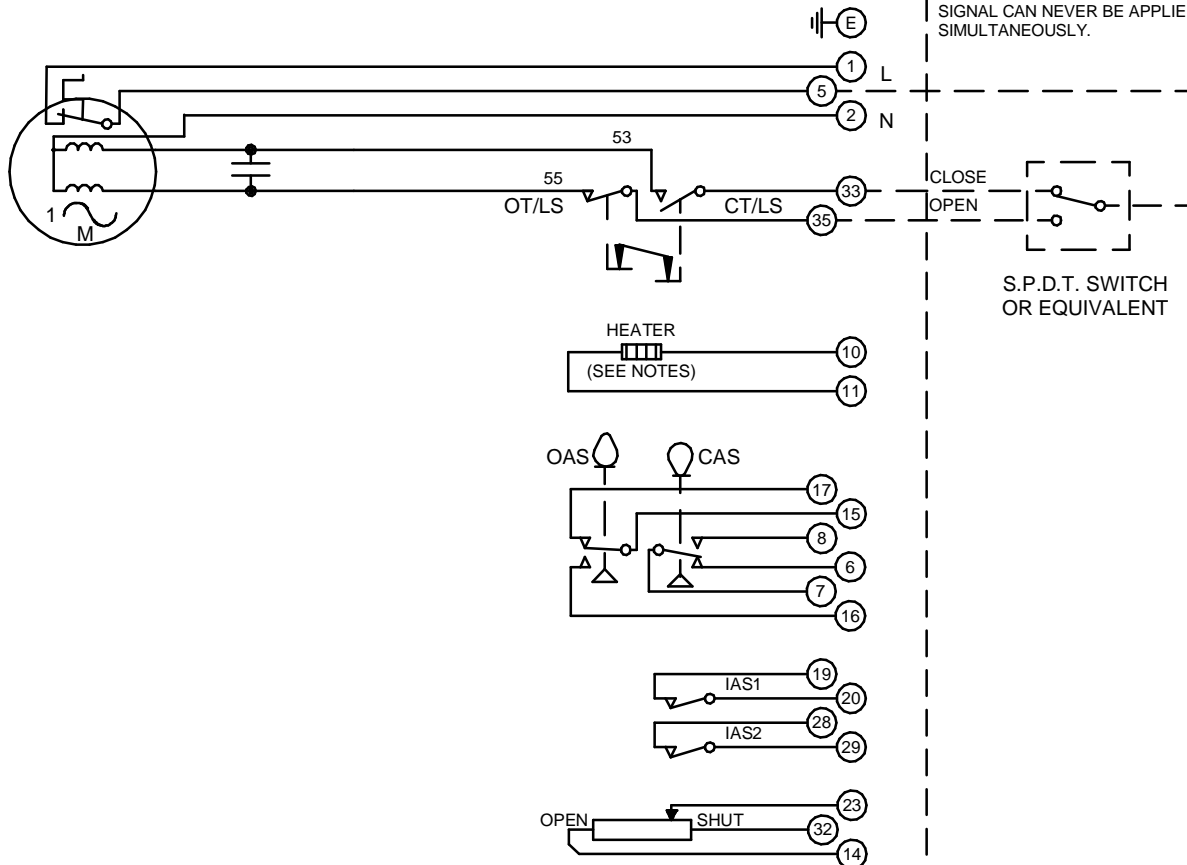 SIGNAL CAN NEVER BE APPLIE
SIMULTANEOUSLY.
E
1
L
5
2
N
53
55
OT/LS
CT/LS
33
CLOSE
35
OPEN
1
M
S.P.D.T. SWITCH
OR EQUIVALENT
HEATER
(SEE NOTES)
10
11
OAS
CAS
17
15
8
6
7
16
19
IAS1
20
28
IAS2
29
23
OPEN
SHUT
32
14